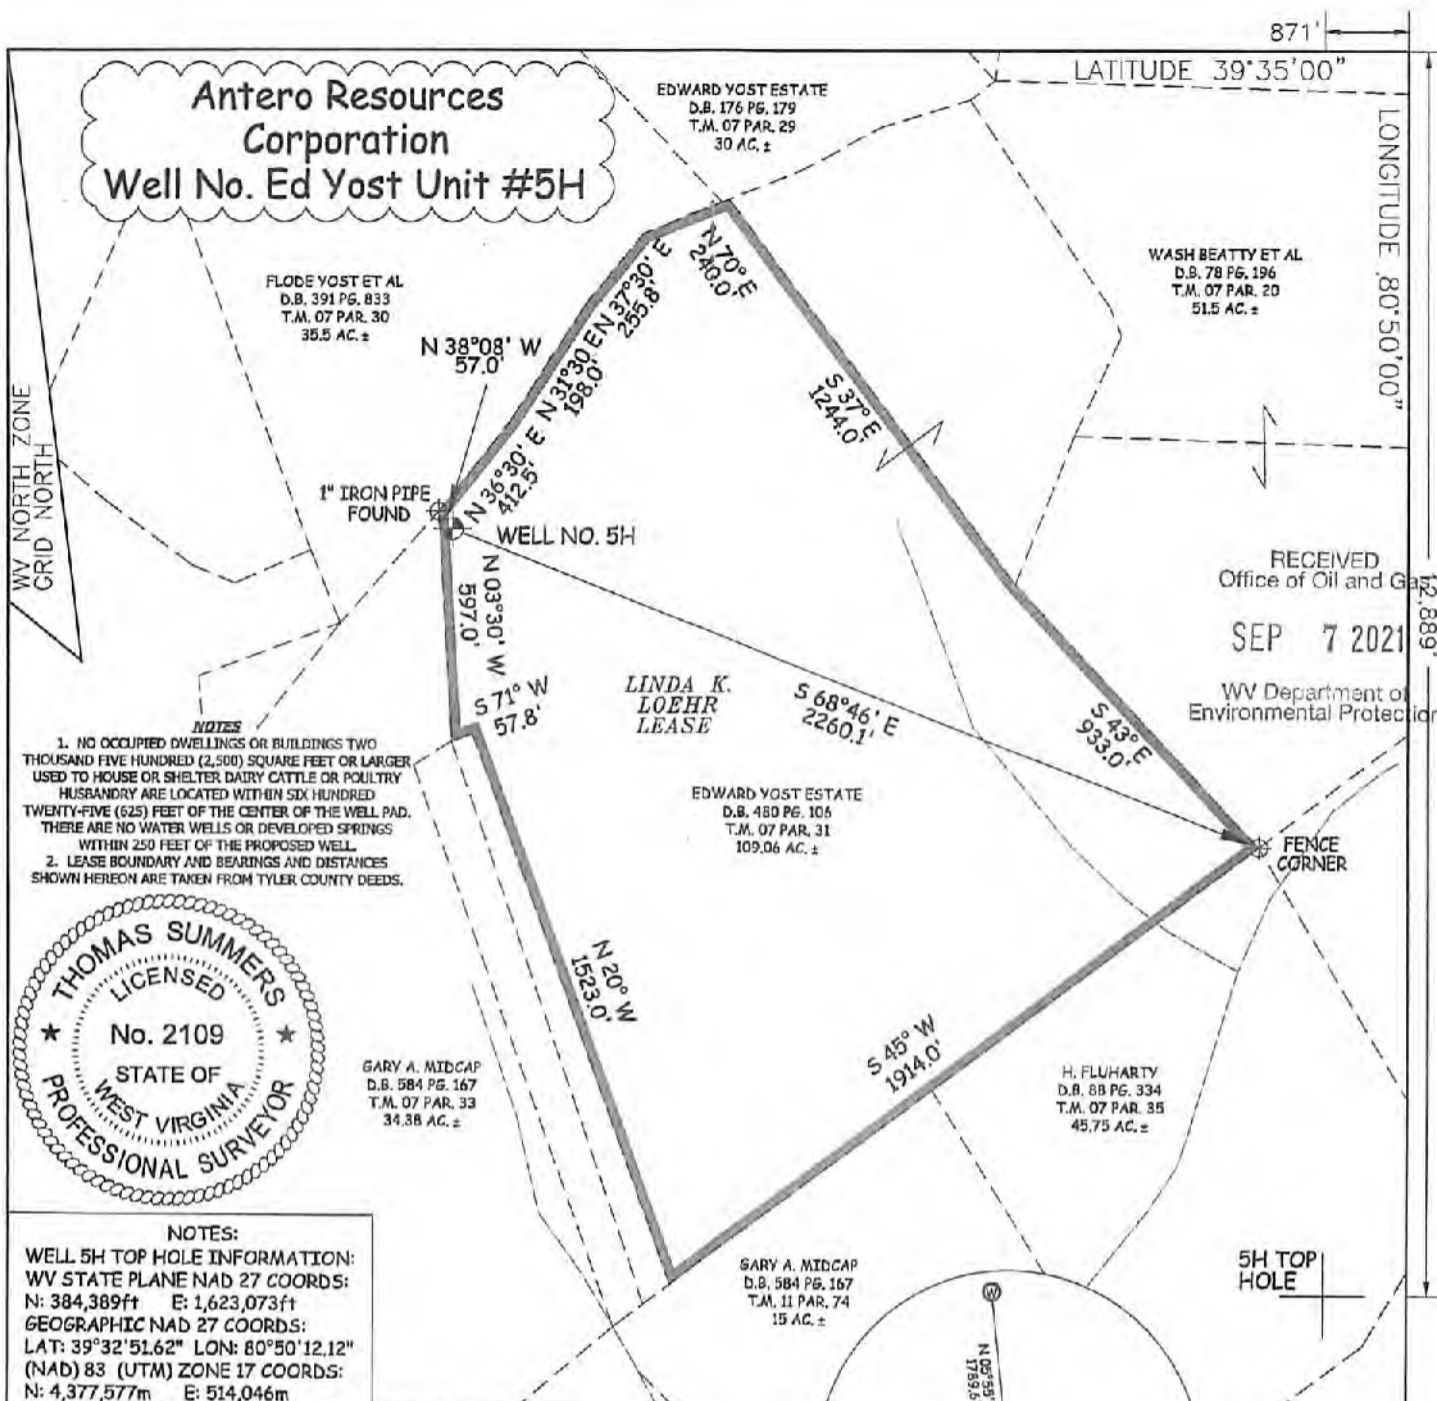 871'
LATITUDE 39°35'00"
Antero Resources
Corporation
Well No. Ed Yost Unit #5H
EDWARD YOST ESTATE
D.B. 176 PG. 179
T.M. 07 PAR. 29
30 AC. ±
LONGITUDE 80°50'00"
WASH BEATTY ET AL
D.B. 78 PG. 196
T.M. 07 PAR. 20
51.5 AC. ±
FLODE YOST ET AL
D.B. 391 PG. 833
T.M. 07 PAR. 30
35.5 AC. ±
N 70° E
240.0'
N 37°30' E
255.8'
N 31°30 E
198.0'
N 38°08' W
57.0'
N 36°30' E
412.5'
S 37° E
1244.0'
WV NORTH ZONE
GRID NORTH
1" IRON PIPE
FOUND
WELL NO. 5H
RECEIVED
Office of Oil and Gas
12,889'
SEP 7 2021
WV Department of
Environmental Protection
N 03°30' W
597.0'
S 71° W
57.8'
LINDA K.
LOEHR
LEASE
S 68°46' E
2260.1'
S 43° E
933.0'
NOTES
1. NO OCCUPIED DWELLINGS OR BUILDINGS TWO
THOUSAND FIVE HUNDRED (2,500) SQUARE FEET OR LARGER
USED TO HOUSE OR SHELTER DAIRY CATTLE OR POULTRY
HUSBANDRY ARE LOCATED WITHIN SIX HUNDRED
TWENTY-FIVE (625) FEET OF THE CENTER OF THE WELL PAD.
THERE ARE NO WATER WELLS OR DEVELOPED SPRINGS
WITHIN 250 FEET OF THE PROPOSED WELL.
2. LEASE BOUNDARY AND BEARINGS AND DISTANCES
SHOWN HEREON ARE TAKEN FROM TYLER COUNTY DEEDS.
EDWARD YOST ESTATE
D.B. 480 PG. 106
T.M. 07 PAR. 31
109.06 AC. ±
FENCE
CORNER
THOMAS SUMMERS
LICENSED
No. 2109
STATE OF
WEST VIRGINIA
PROFESSIONAL SURVEYOR
N 20° W
1523.0'
S 45° W
1914.0'
GARY A. MIDCAP
D.B. 584 PG. 167
T.M. 07 PAR. 33
34.38 AC. ±
H. FLUHARTY
D.B. 88 PG. 334
T.M. 07 PAR. 35
45.75 AC. ±
NOTES:
WELL 5H TOP HOLE INFORMATION:
WV STATE PLANE NAD 27 COORDS:
N: 384,389ft E: 1,623,073ft
GEOGRAPHIC NAD 27 COORDS:
LAT: 39°32'51.62" LON: 80°50'12.12"
(NAD) 83 (UTM) ZONE 17 COORDS:
N: 4,377,577m E: 514,046m
GARY A. MIDCAP
D.B. 584 PG. 167
T.M. 11 PAR. 74
15 AC. ±
5H TOP
HOLE
W
N 05°55'
1789.6